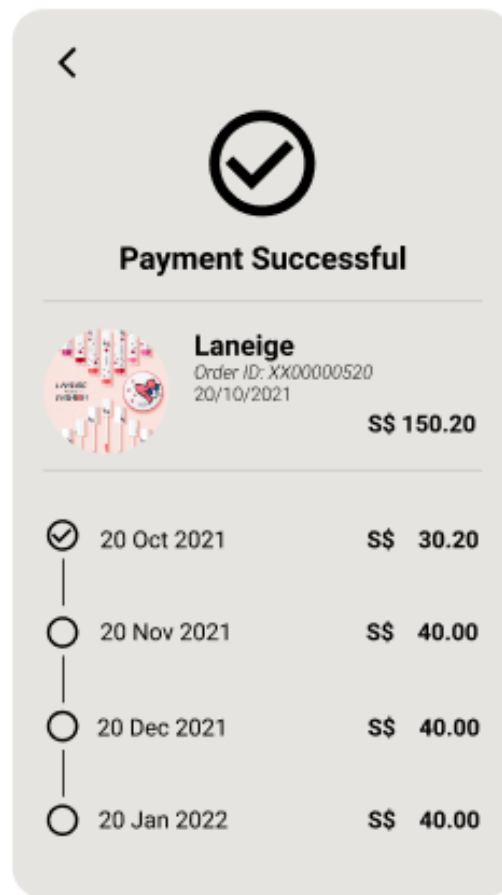 Payment Successful
Laneige
Order ID: XX00000520
20/10/2021
S$ 150.20
20 Oct 2021 S$ 30.20
20 Nov 2021 S$ 40.00
20 Dec 2021 S$ 40.00
20 Jan 2022 S$ 40.00